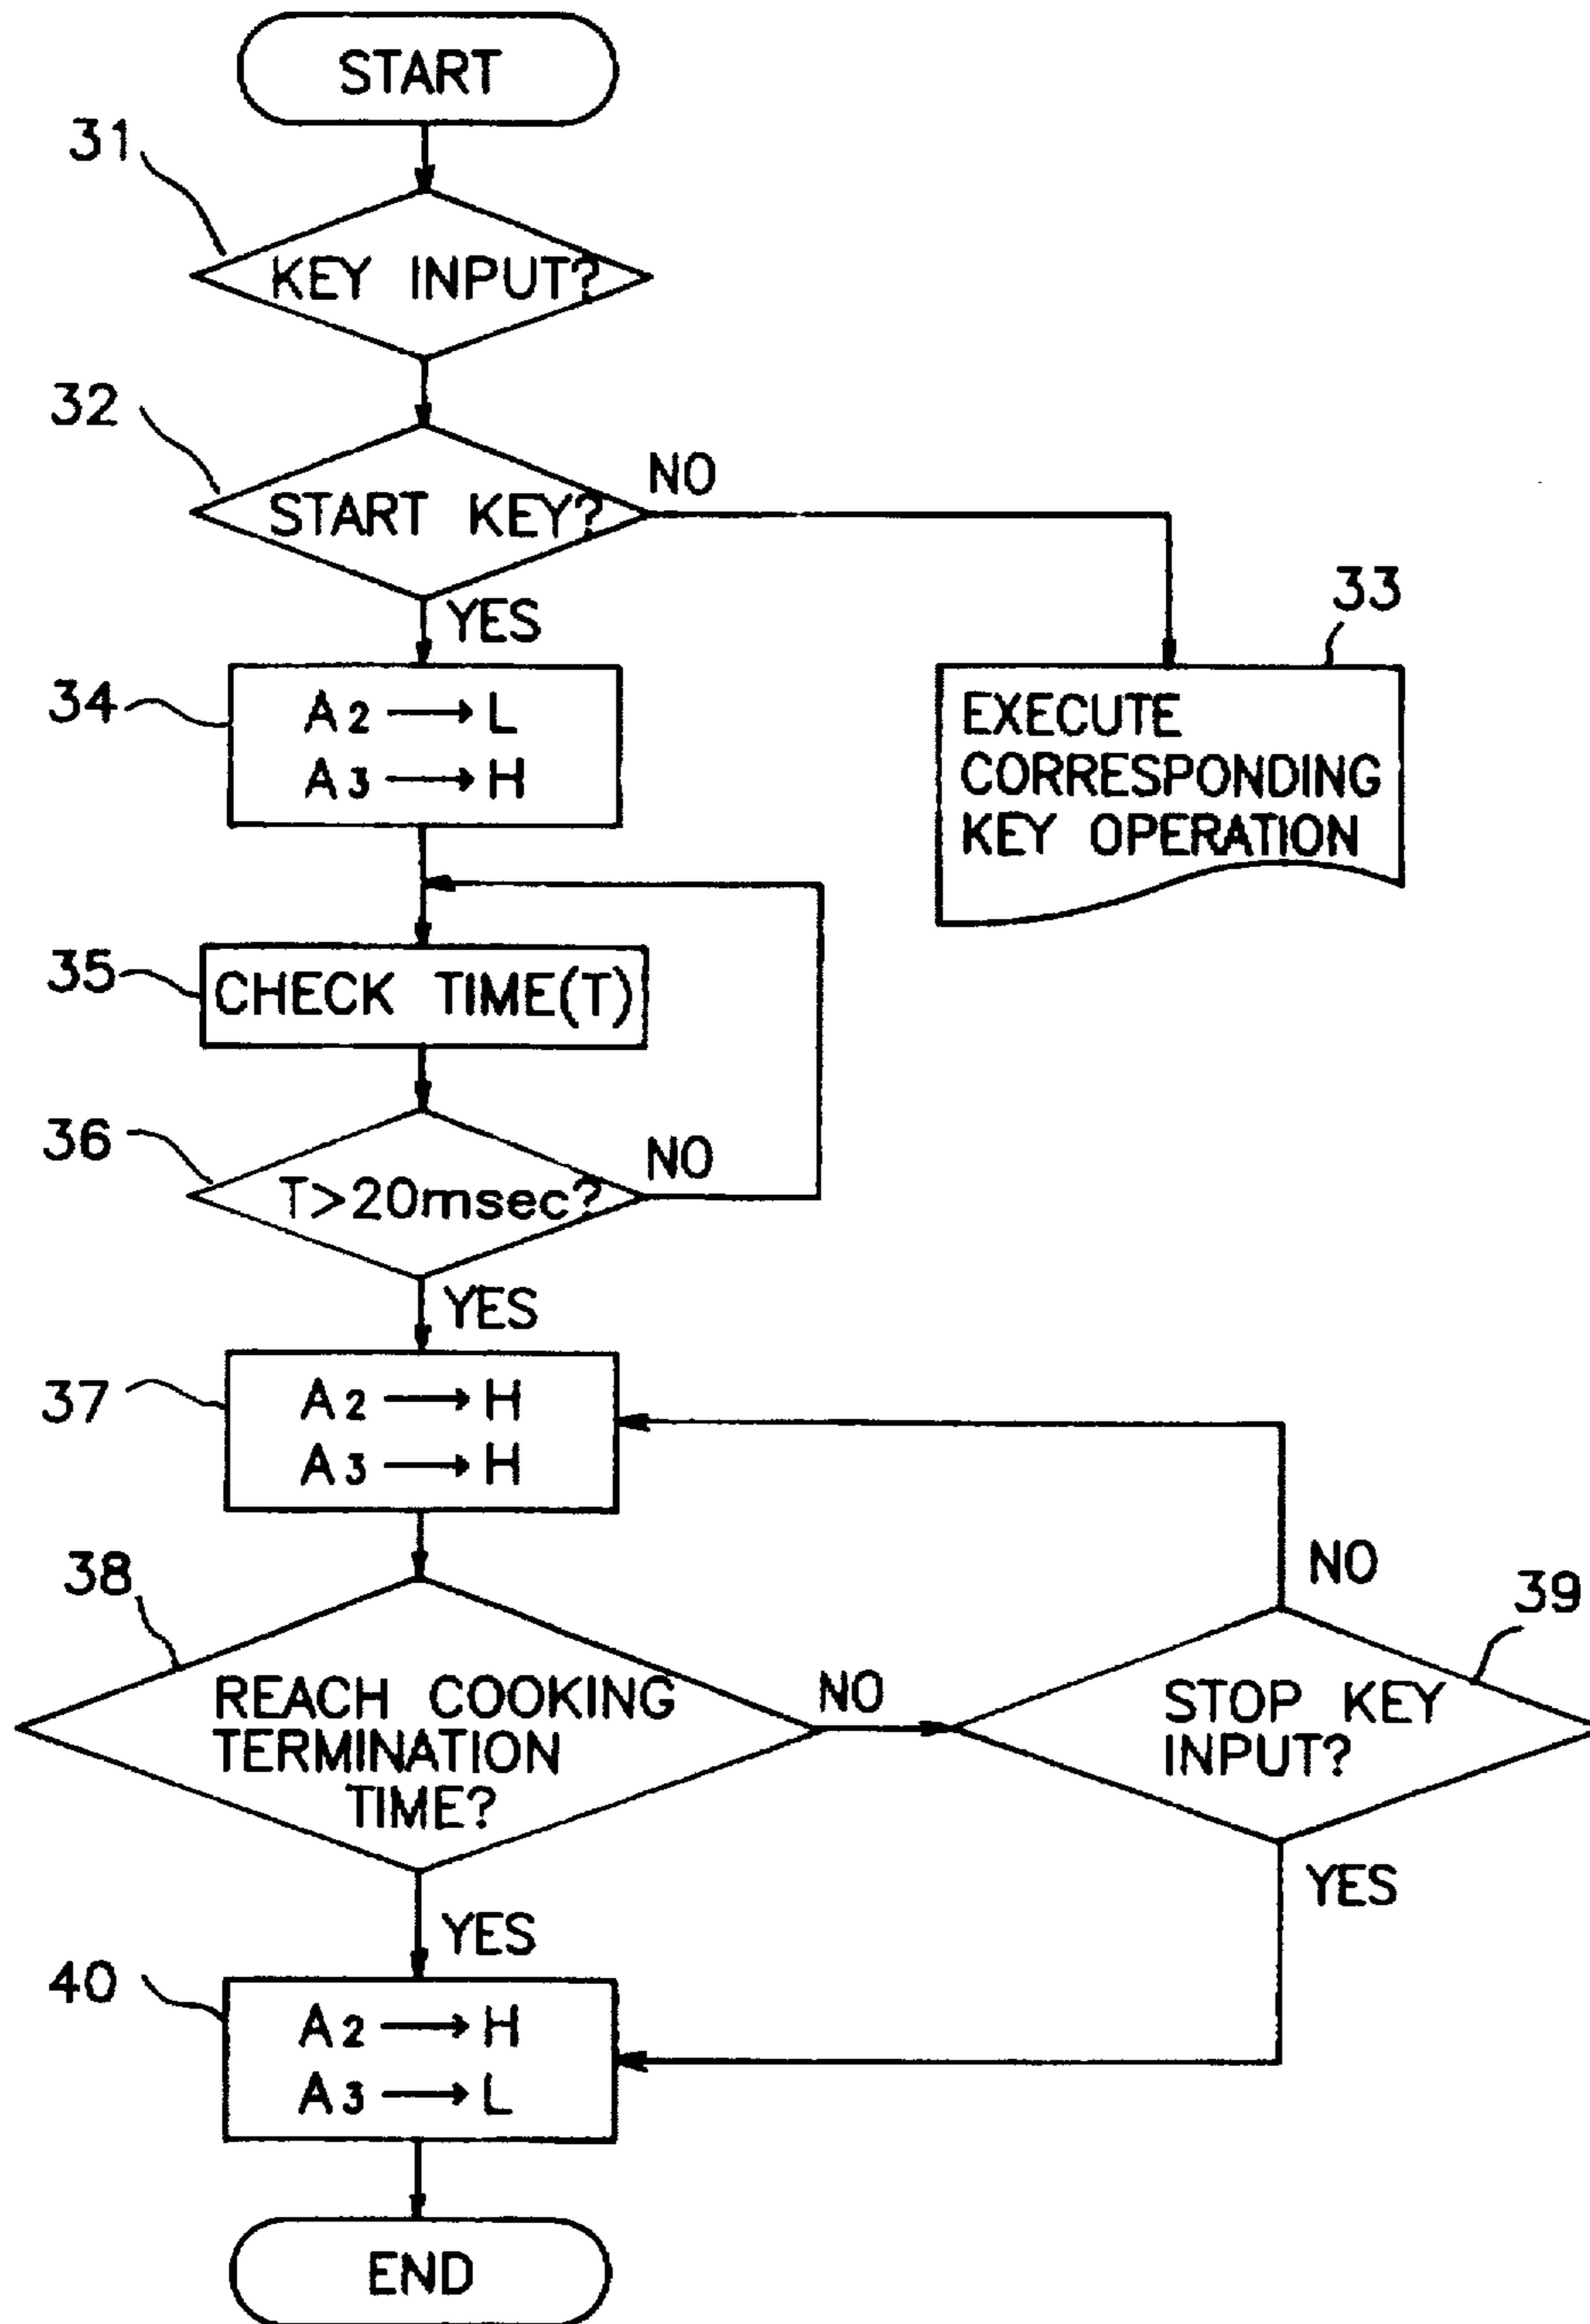 START
31
KEY INPUT?
32
START KEY?
NO
YES
33
EXECUTE
CORRESPONDING
KEY OPERATION
34
A2 → L
A3 → H
35
CHECK TIME(T)
36
T>20msec?
NO
YES
37
A2 → H
A3 → H
38
REACH COOKING
TERMINATION
TIME?
NO
YES
39
STOP KEY
INPUT?
NO
YES
40
A2 → H
A3 → L
END